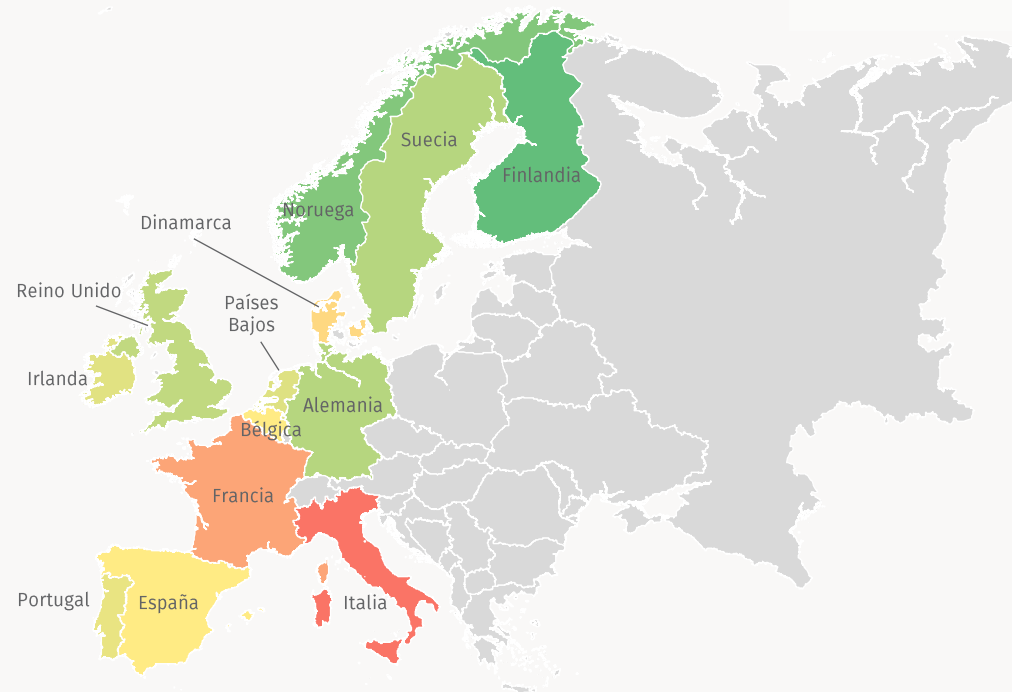 Suecia
Finlandia
Noruega
Dinamarca
Reino Unido
Países
Bajos
Irlanda
Alemania
Bélgica
Francia
Portugal
España
Italia